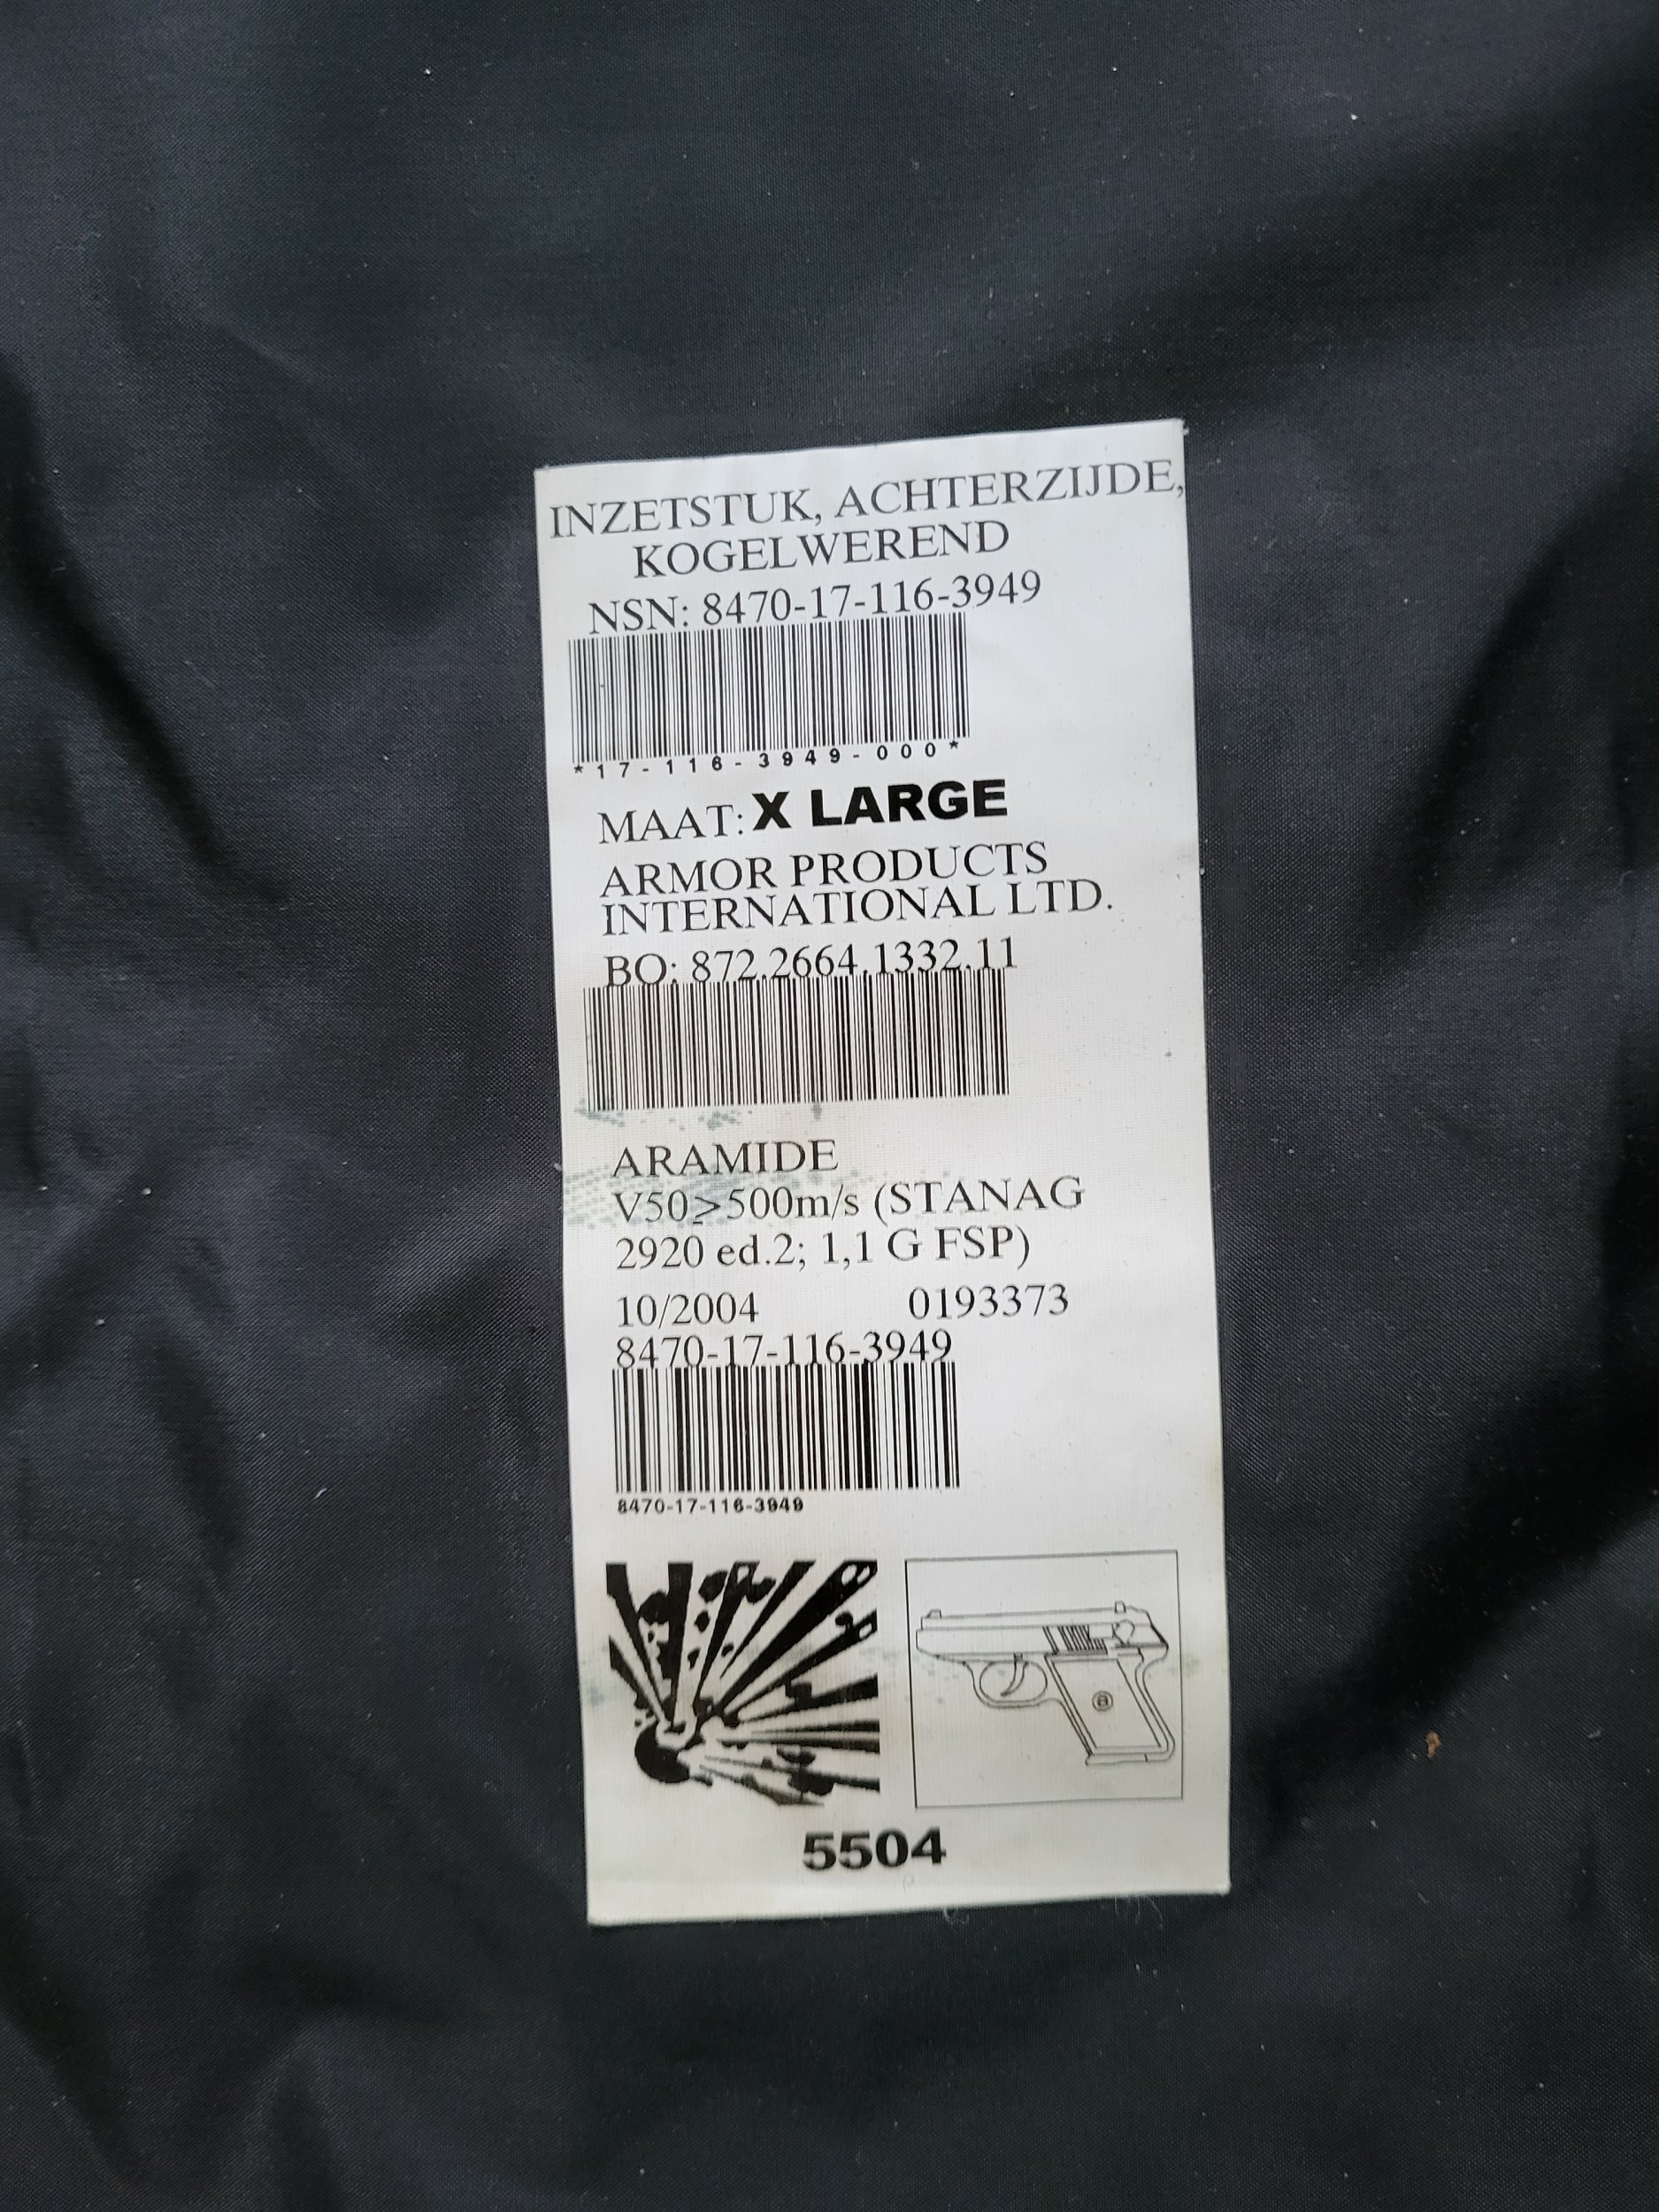 INZETSTUK, ACHTERZIJDE,
KOGELWEREND
NSN: 8470-17-116-3949
*17-116-3949-000*
MAAT: X LARGE
ARMOR PRODUCTS
INTERNATIONAL LTD.
BO: 872.2664.1332.11
ARAMIDE
V50≥500m/s (STANAG
2920 ed.2; 1,1 G FSP)
10/2004 0193373
8470-17-116-3949
8470-17-116-3949
a
5504